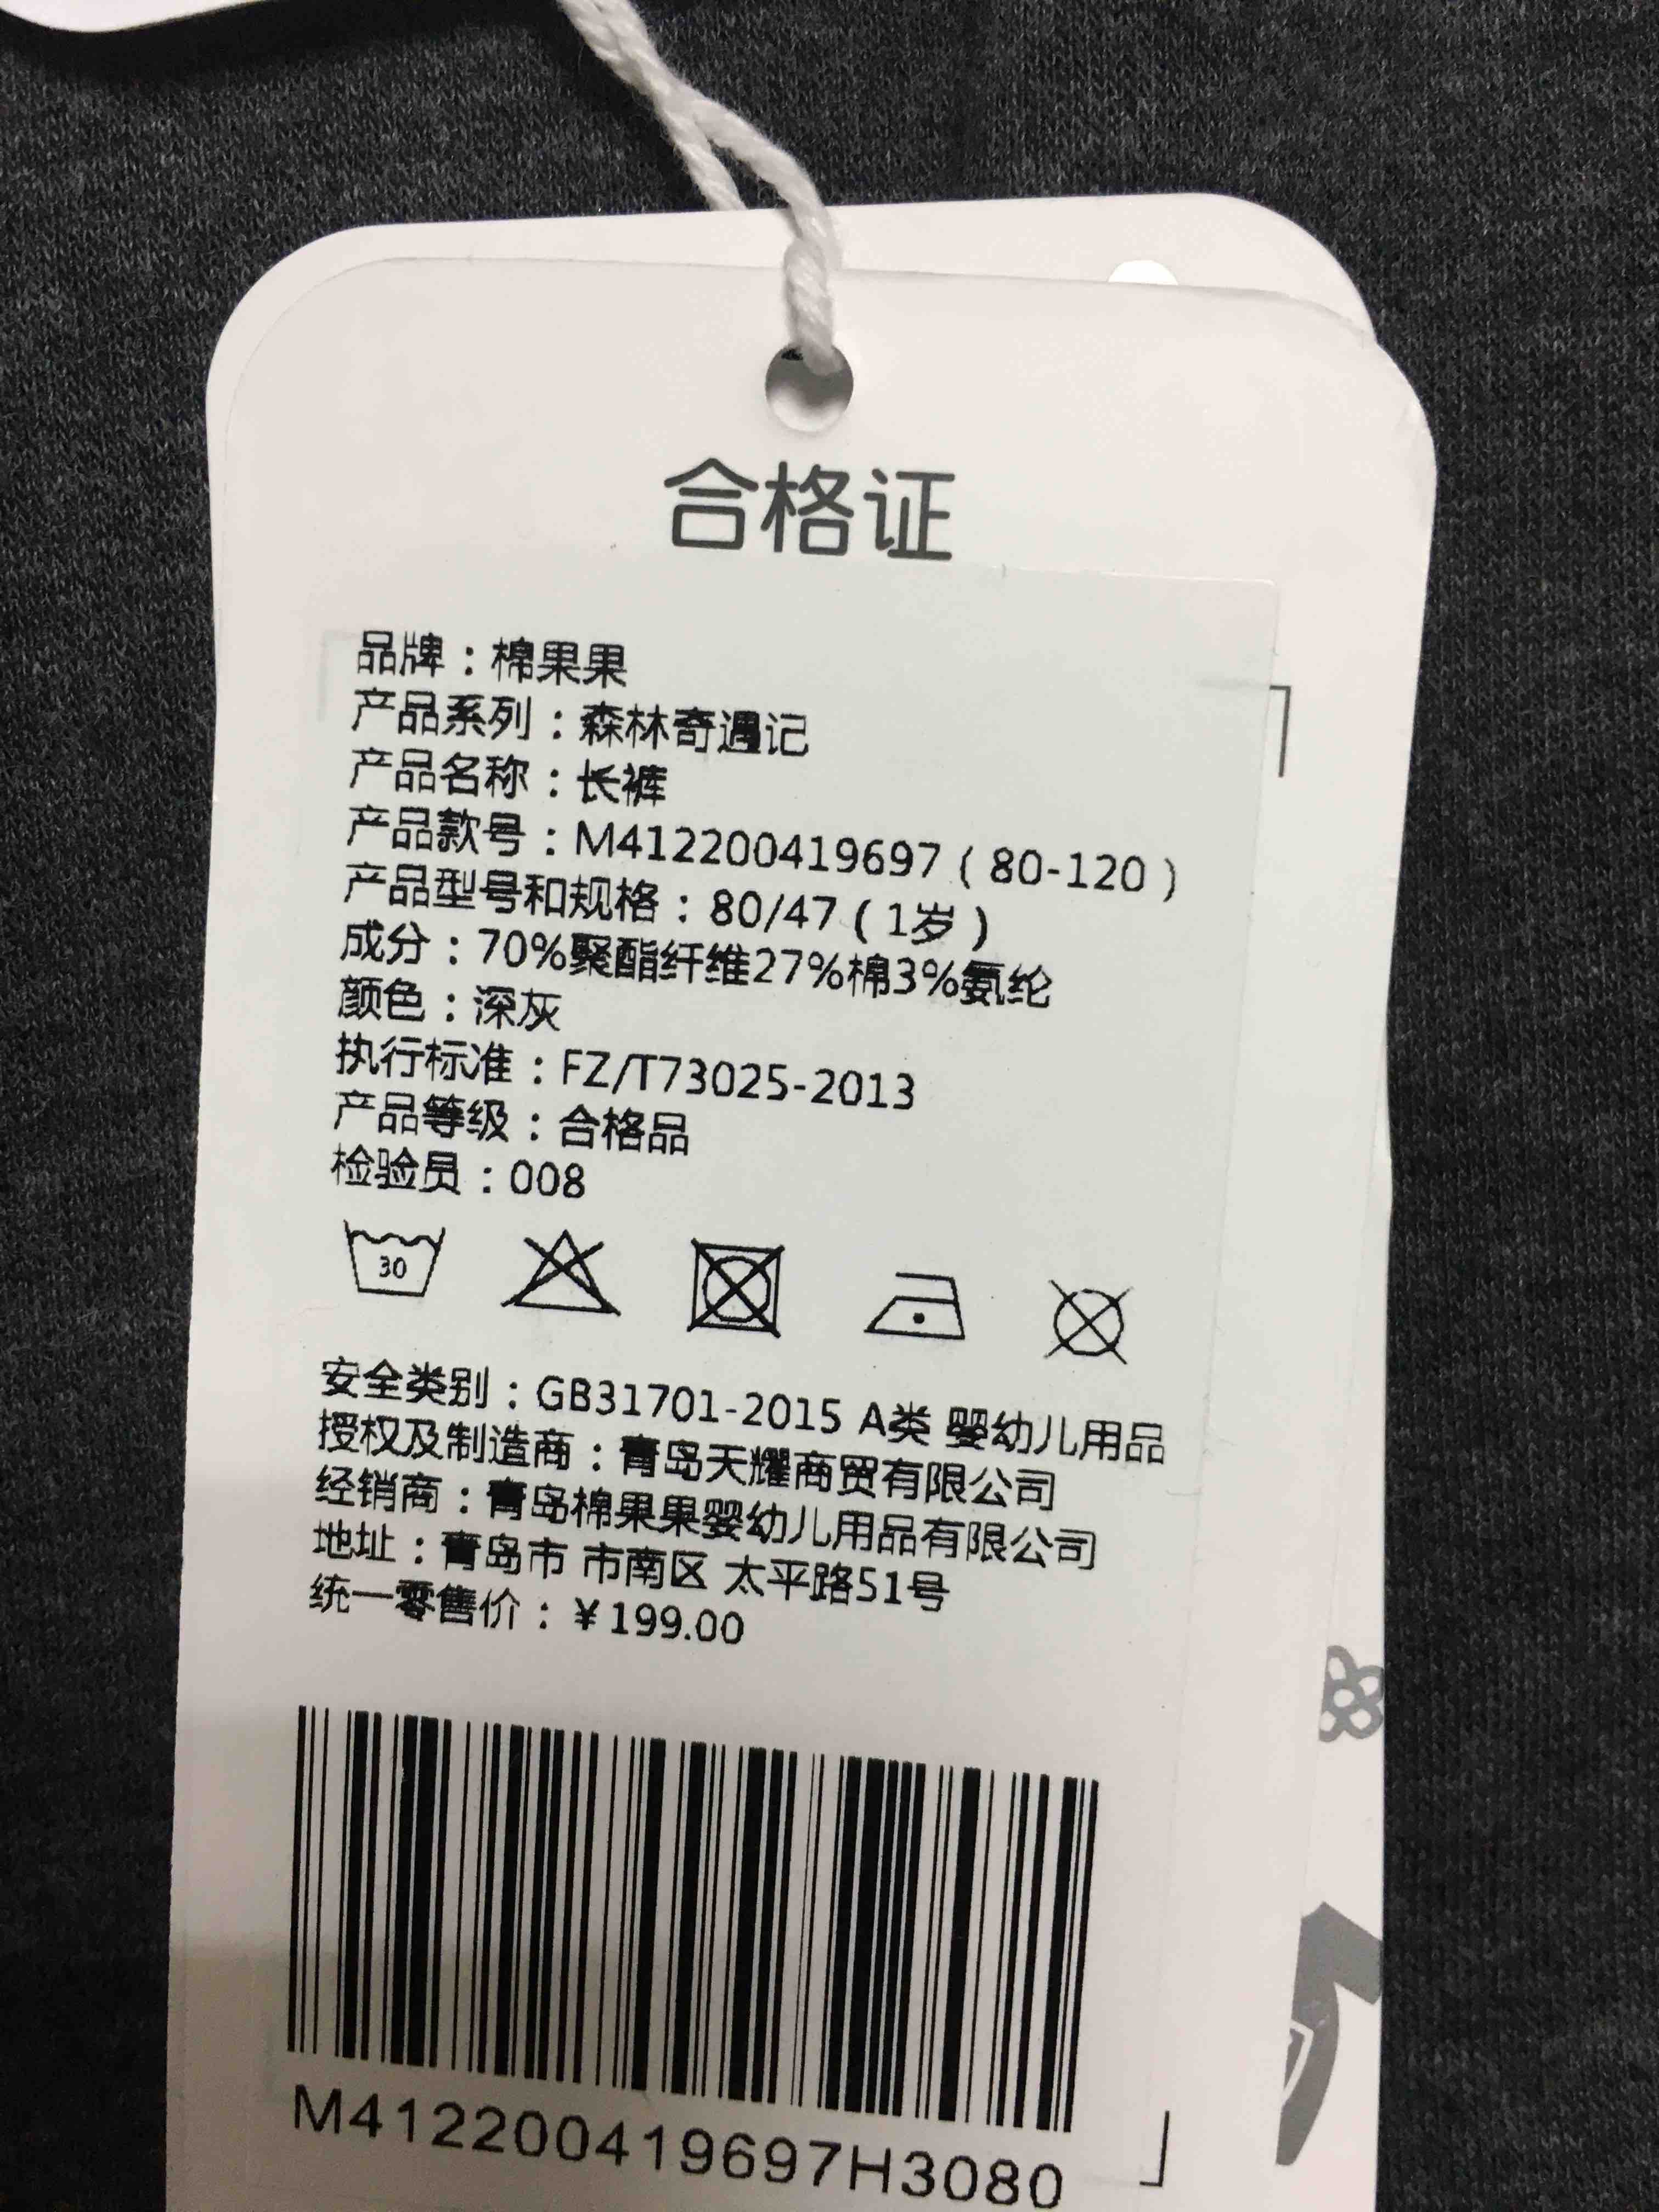 合格证
品牌：棉果果
产品系列：森林奇遇记
产品名称：长裤
产品款号：M412200419697（80-120）
产品型号和规格：80/47（1岁）
成分：70%聚酯纤维27%棉3%氨纶
颜色：深灰
执行标准：FZ/T73025-2013
产品等级：合格品
检验员：008
30
安全类别：GB31701-2015 A类 婴幼儿用品
授权及制造商：青岛天耀商贸有限公司
经销商：青岛棉果果婴幼儿用品有限公司
地址：青岛市 市南区 太平路51号
统一零售价：￥199.00
M412200419697H3080